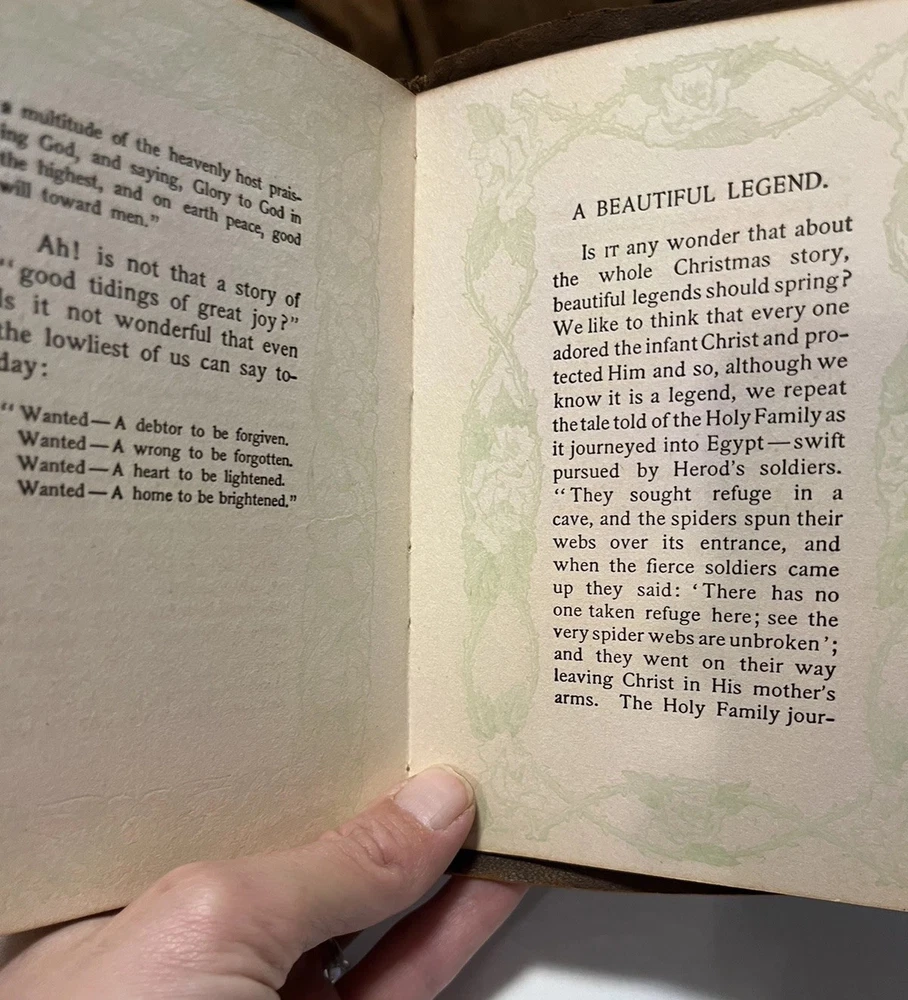 a multitude of the heavenly host prais-
ing God, and saying, Glory to God in
the highest, and on earth peace, good
will toward men.”
Ah! is not that a story of
“good tidings of great joy?”
Is it not wonderful that even
the lowliest of us can say to-
day:
“Wanted—A debtor to be forgiven.
Wanted—A wrong to be forgotten.
Wanted—A heart to be lightened.
Wanted—A home to be brightened.”
A BEAUTIFUL LEGEND.
Is IT any wonder that about
the whole Christmas story,
beautiful legends should spring?
We like to think that every one
adored the infant Christ and pro-
tected Him and so, although we
know it is a legend, we repeat
the tale told of the Holy Family as
it journeyed into Egypt—swift
pursued by Herod’s soldiers.
“They sought refuge in a
cave, and the spiders spun their
webs over its entrance, and
when the fierce soldiers came
up they said: ‘There has no
one taken refuge here; see the
very spider webs are unbroken’;
and they went on their way
leaving Christ in His mother’s
arms. The Holy Family jour-